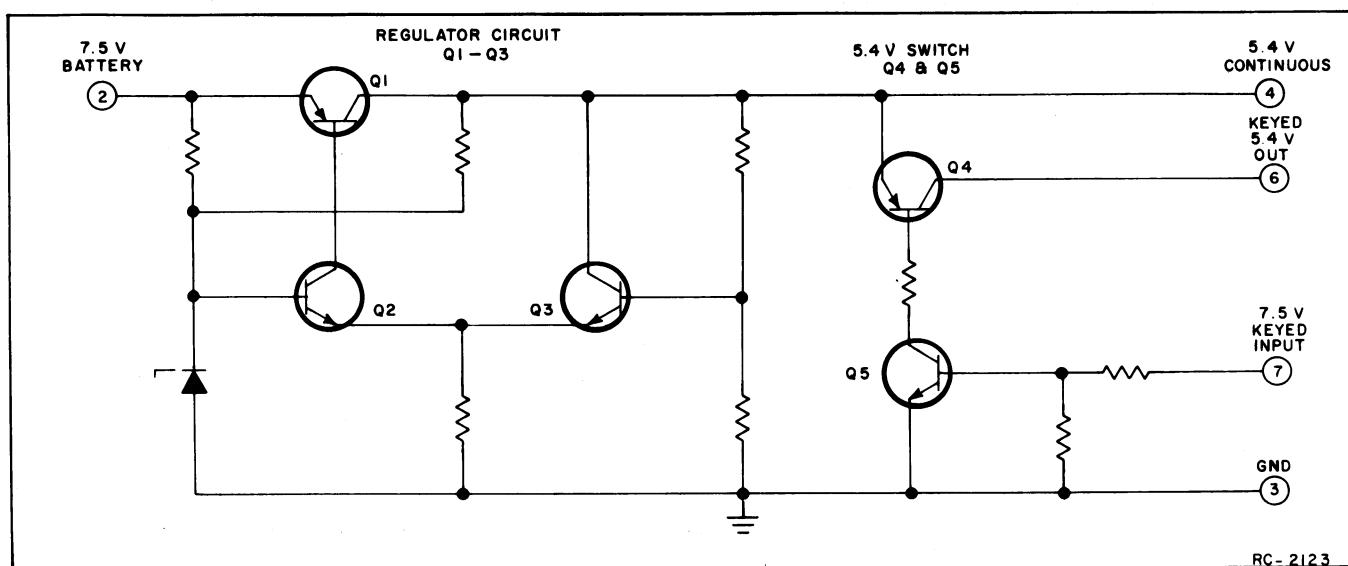 7.5 V
BATTERY
2
REGULATOR CIRCUIT
Q1-Q3
Q1
5.4 V SWITCH
Q4 & Q5
5.4 V
CONTINUOUS
4
KEYED
5.4 V
OUT
6
Q4
Q2
Q3
7.5 V
KEYED
INPUT
7
Q5
GND
3
RC-2123